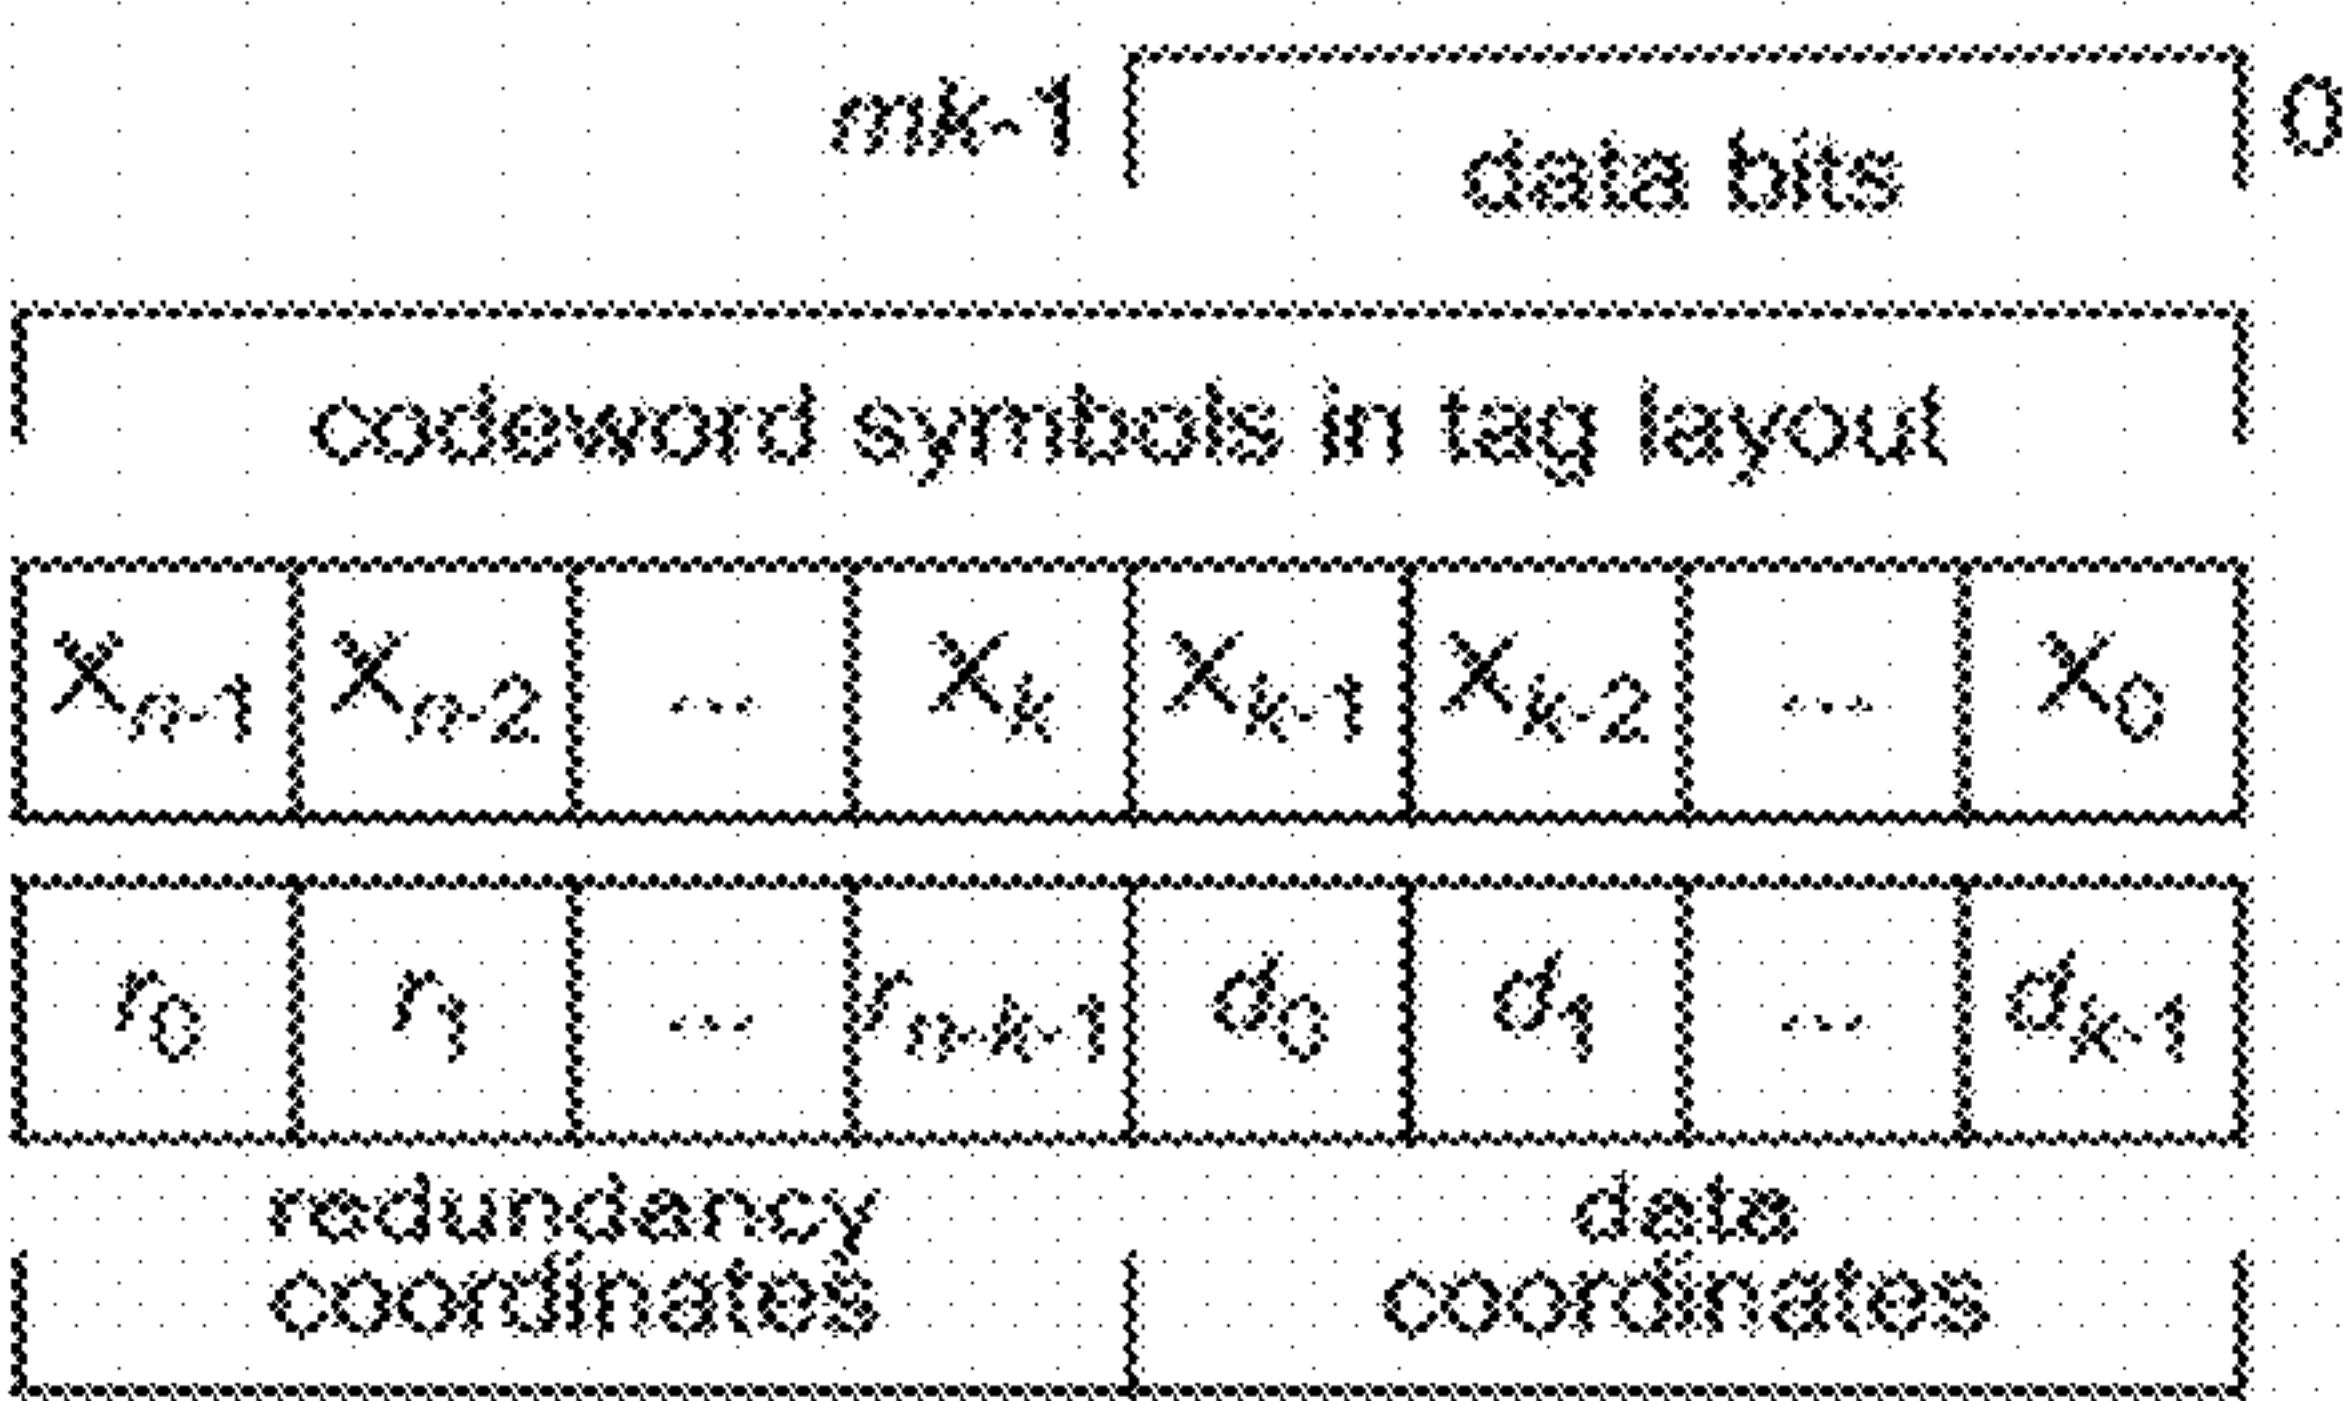 mk-1 data bits 0
codeword symbols in tag layout
Xn-1 Xn-2 ... Xk Xk-1 Xk-2 ... X0
r0 r1 ... rn-k-1 d0 d1 ... dk-1
redundancy data
coordinates coordinates